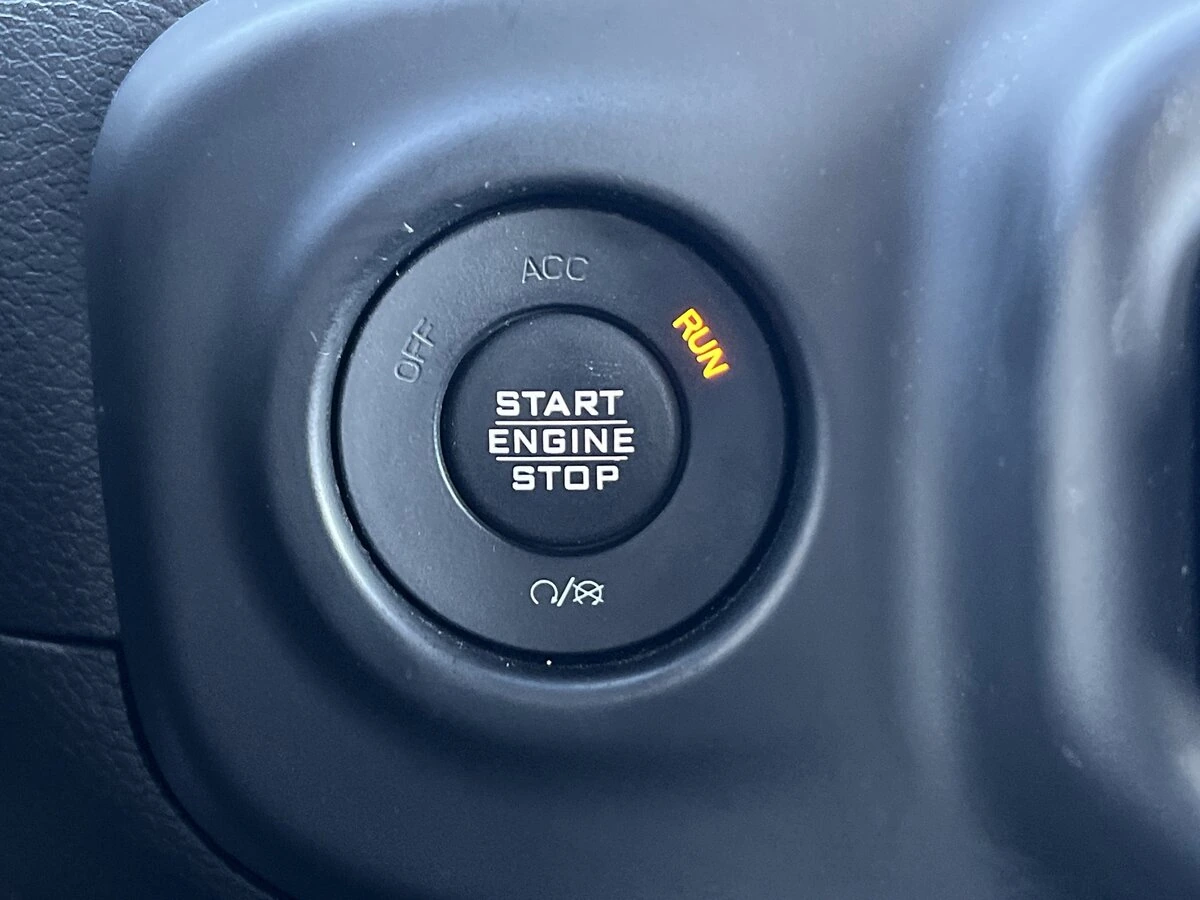 ACC
OFF
RUN
START
ENGINE
STOP